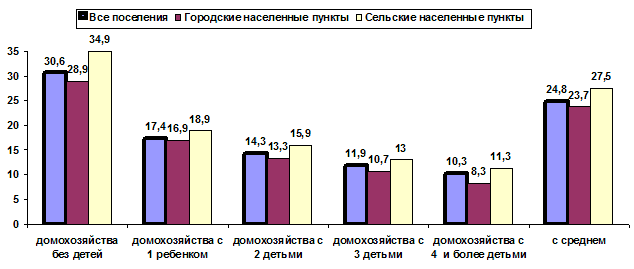 Все поселения Городские населенные пункты Сельские населенные пункты
35
30
25
20
15
10
5
0
30,6 28,9 34,9
17,4 16,9 18,9
14,3 13,3 15,9
11,9 10,7 13
10,3 8,3 11,3
24,8 23,7 27,5
домохозяйства
без детей
домохозяйства с
1 ребенком
домохозяйства с
2 детьми
домохозяйства с
3 детьми
домохозяйства с
4 и более детьми
с среднем